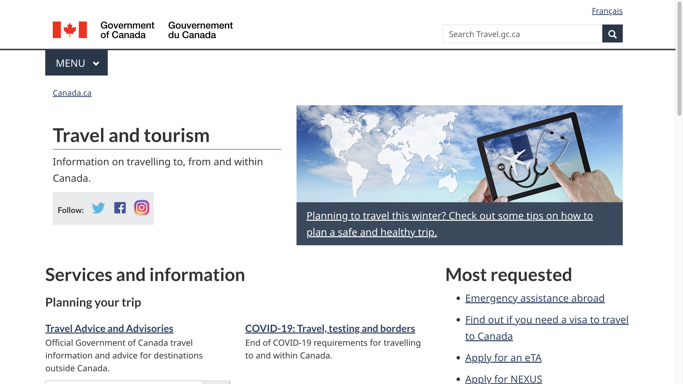 Français
Government
of Canada
Gouvernement
du Canada
Search Travel.gc.ca
MENU
Canada.ca
Travel and tourism
Information on travelling to, from and within
Canada.
Follow:
Planning to travel this winter? Check out some tips on how to
plan a safe and healthy trip.
Services and information
Planning your trip
Travel Advice and Advisories
Official Government of Canada travel
information and advice for destinations
outside Canada.
COVID-19: Travel, testing and borders
End of COVID-19 requirements for travelling
to and within Canada.
Most requested
Emergency assistance abroad
Find out if you need a visa to travel
to Canada
Apply for an eTA
Apply for NEXUS